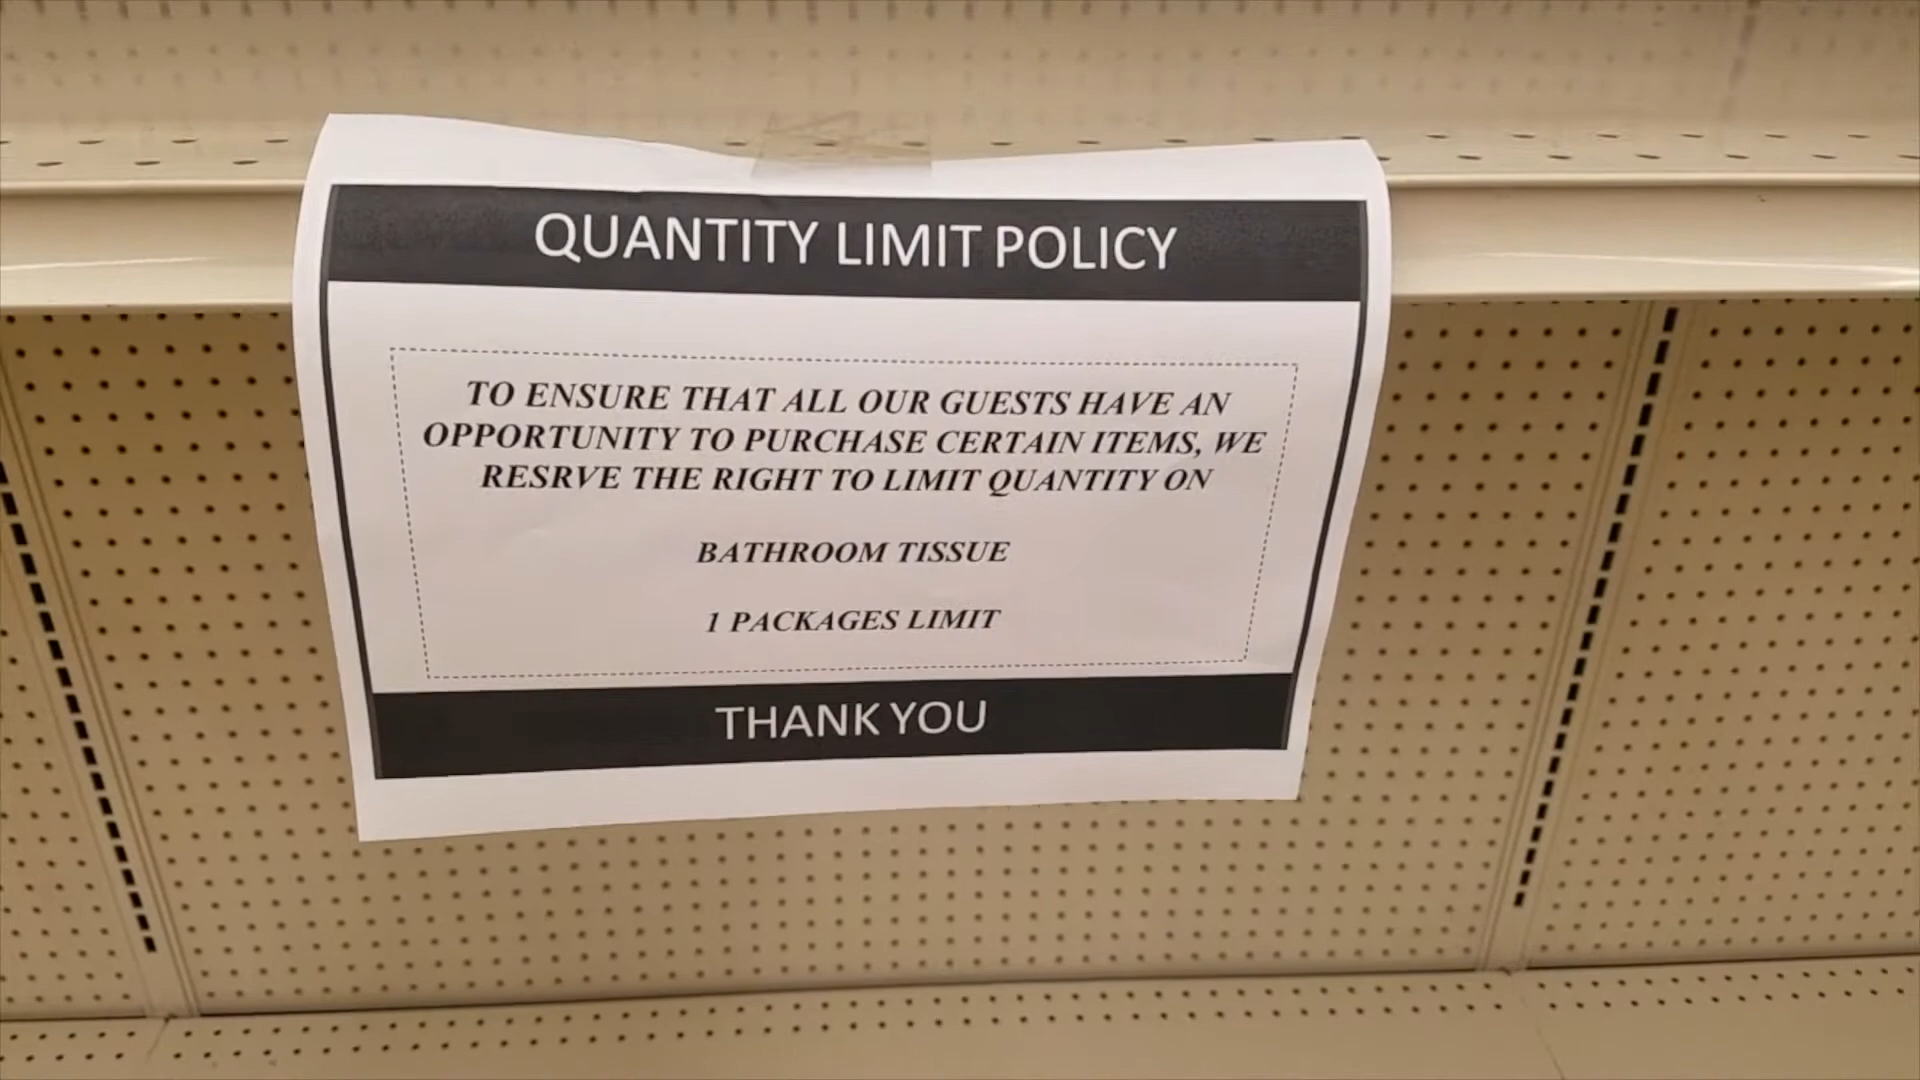 QUANTITY LIMIT POLICY
TO ENSURE THAT ALL OUR GUESTS HAVE AN
OPPORTUNITY TO PURCHASE CERTAIN ITEMS, WE
RESRVE THE RIGHT TO LIMIT QUANTITY ON
BATHROOM TISSUE
1 PACKAGES LIMIT
THANK YOU